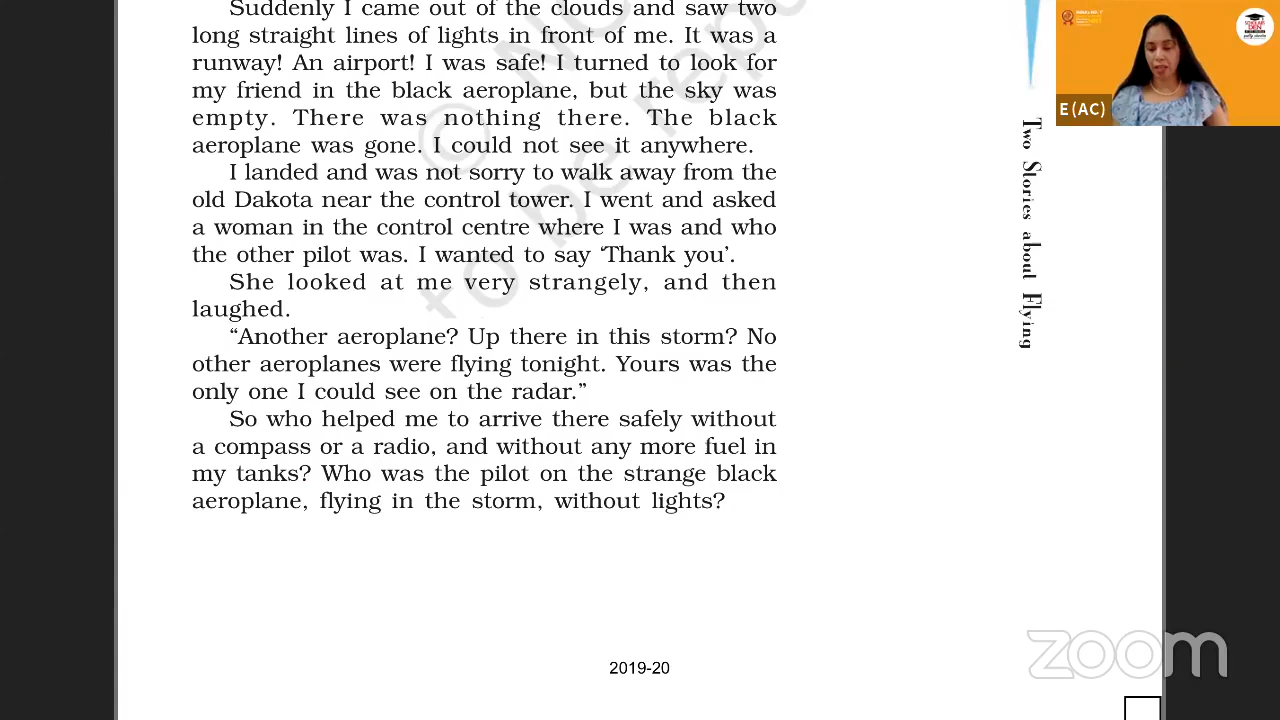 Suddenly I came out of the clouds and saw two
long straight lines of lights in front of me. It was a
runway! An airport! I was safe! I turned to look for
my friend in the black aeroplane, but the sky was
empty. There was nothing there. The black
aeroplane was gone. I could not see it anywhere.
I landed and was not sorry to walk away from the
old Dakota near the control tower. I went and asked
a woman in the control centre where I was and who
the other pilot was. I wanted to say ‘Thank you’.
She looked at me very strangely, and then
laughed.
“Another aeroplane? Up there in this storm? No
other aeroplanes were flying tonight. Yours was the
only one I could see on the radar.”
So who helped me to arrive there safely without
a compass or a radio, and without any more fuel in
my tanks? Who was the pilot on the strange black
aeroplane, flying in the storm, without lights?
2019-20
Two Stories about Flying
E (AC)
zoom
to be